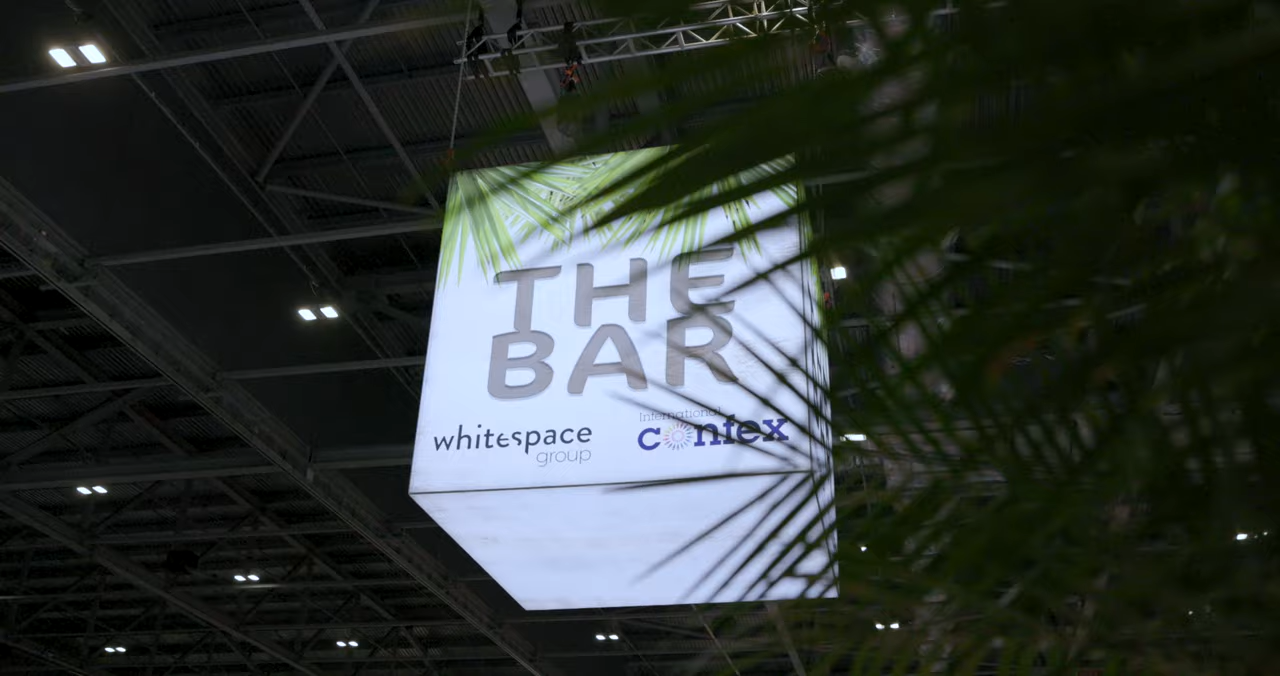 THE
BAR
whitespace
group
International
confex